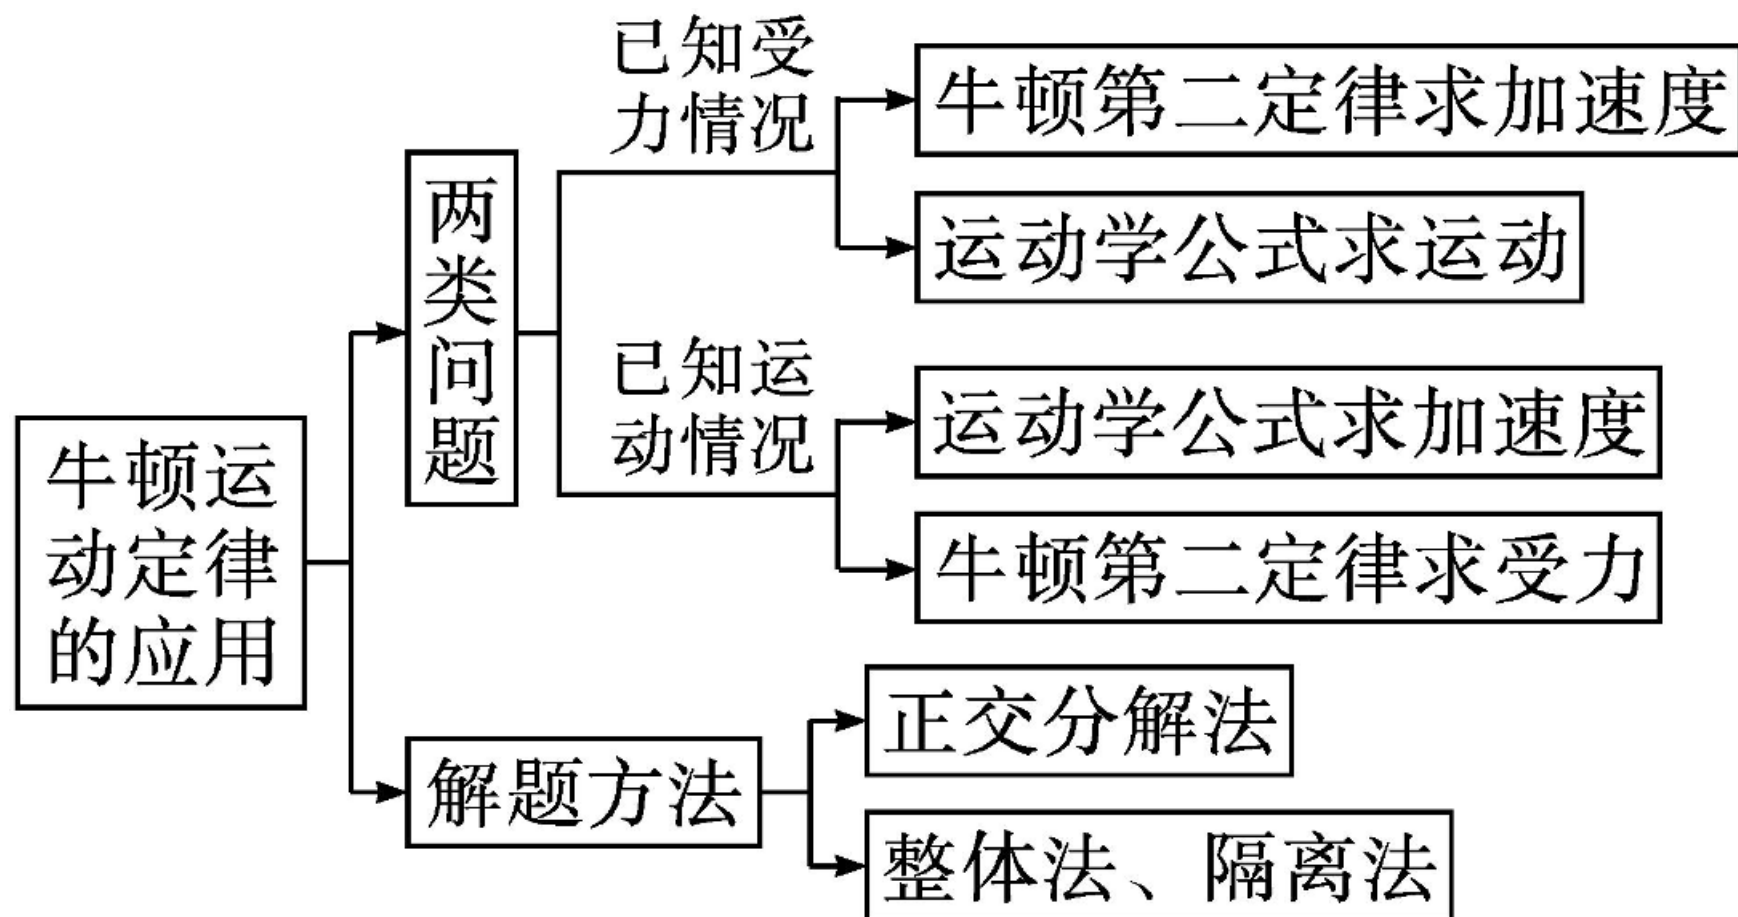 牛顿运
动定律
的应用
两类问题
已知受
力情况
牛顿第二定律求加速度
运动学公式求运动
已知运
动情况
运动学公式求加速度
牛顿第二定律求受力
解题方法
正交分解法
整体法、隔离法